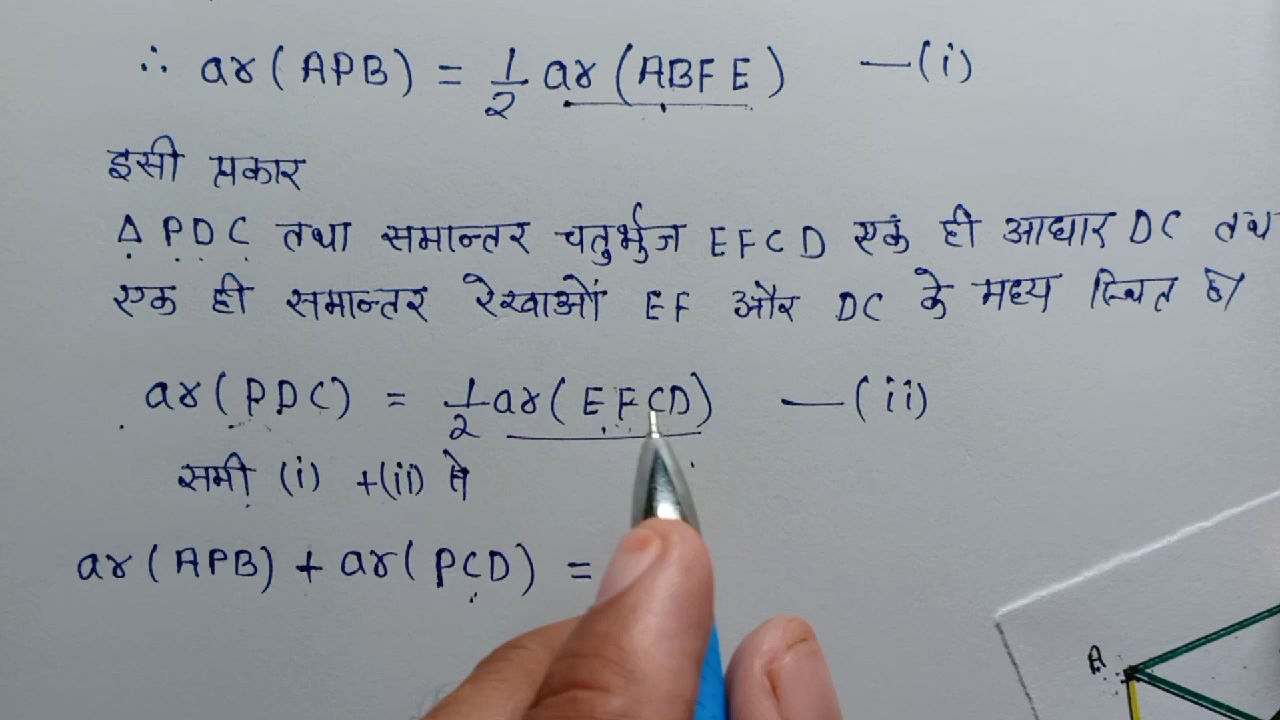 ∴ ar(APB) = 1/2 ar(ABFE) —(i)
इसी प्रकार
Δ PDC तथा समान्तर चतुर्भुज EFCD एक ही आधार DC तथ
एक ही समान्तर रेखाओं EF और DC के मध्य स्थित है।
ar(PDC) = 1/2 ar(EFCD) —(ii)
समी (i) +(ii) से
ar(APB) + ar(PCD) =
A